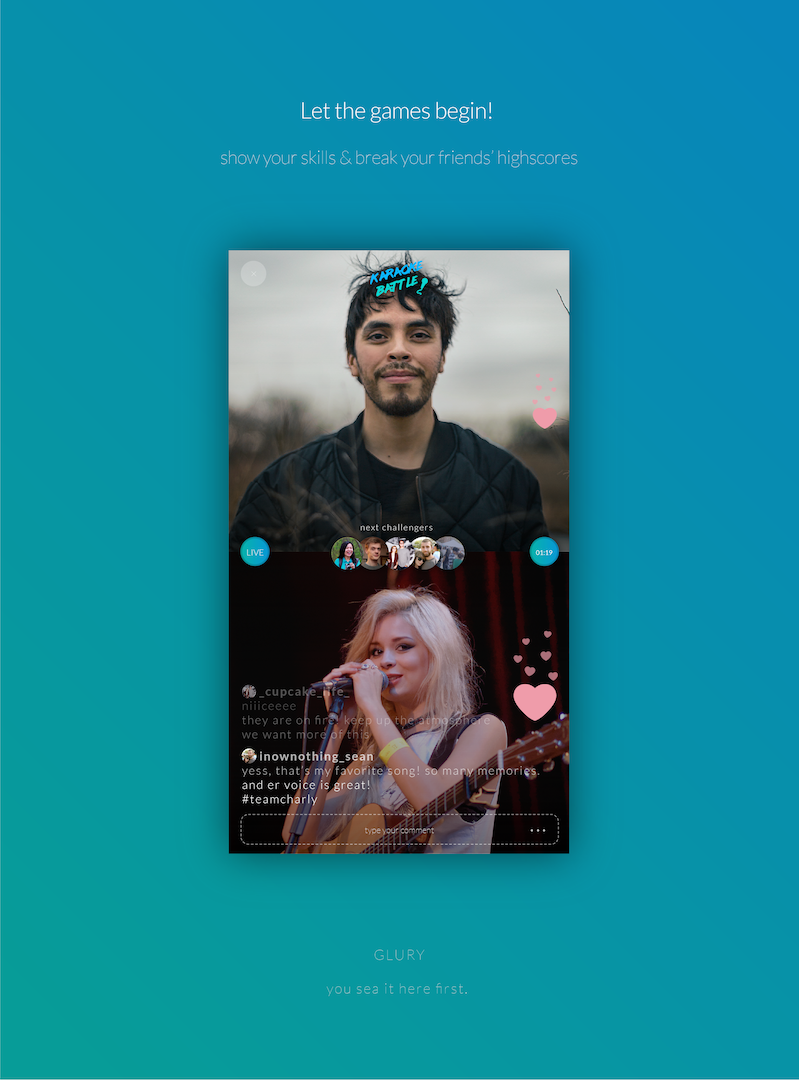 Let the games begin!
show your skills & break your friends' highscores
KARAOKE
BATTLE!
next challengers
LIVE
01:19
_cupcake_life_
niiiceeee
they are on fire! keep up the atmosphere
we want more of this
inownothing_sean
yess, that's my favorite song! so many memories.
and er voice is great!
#teamcharly
type your comment
GLURY
you sea it here first.